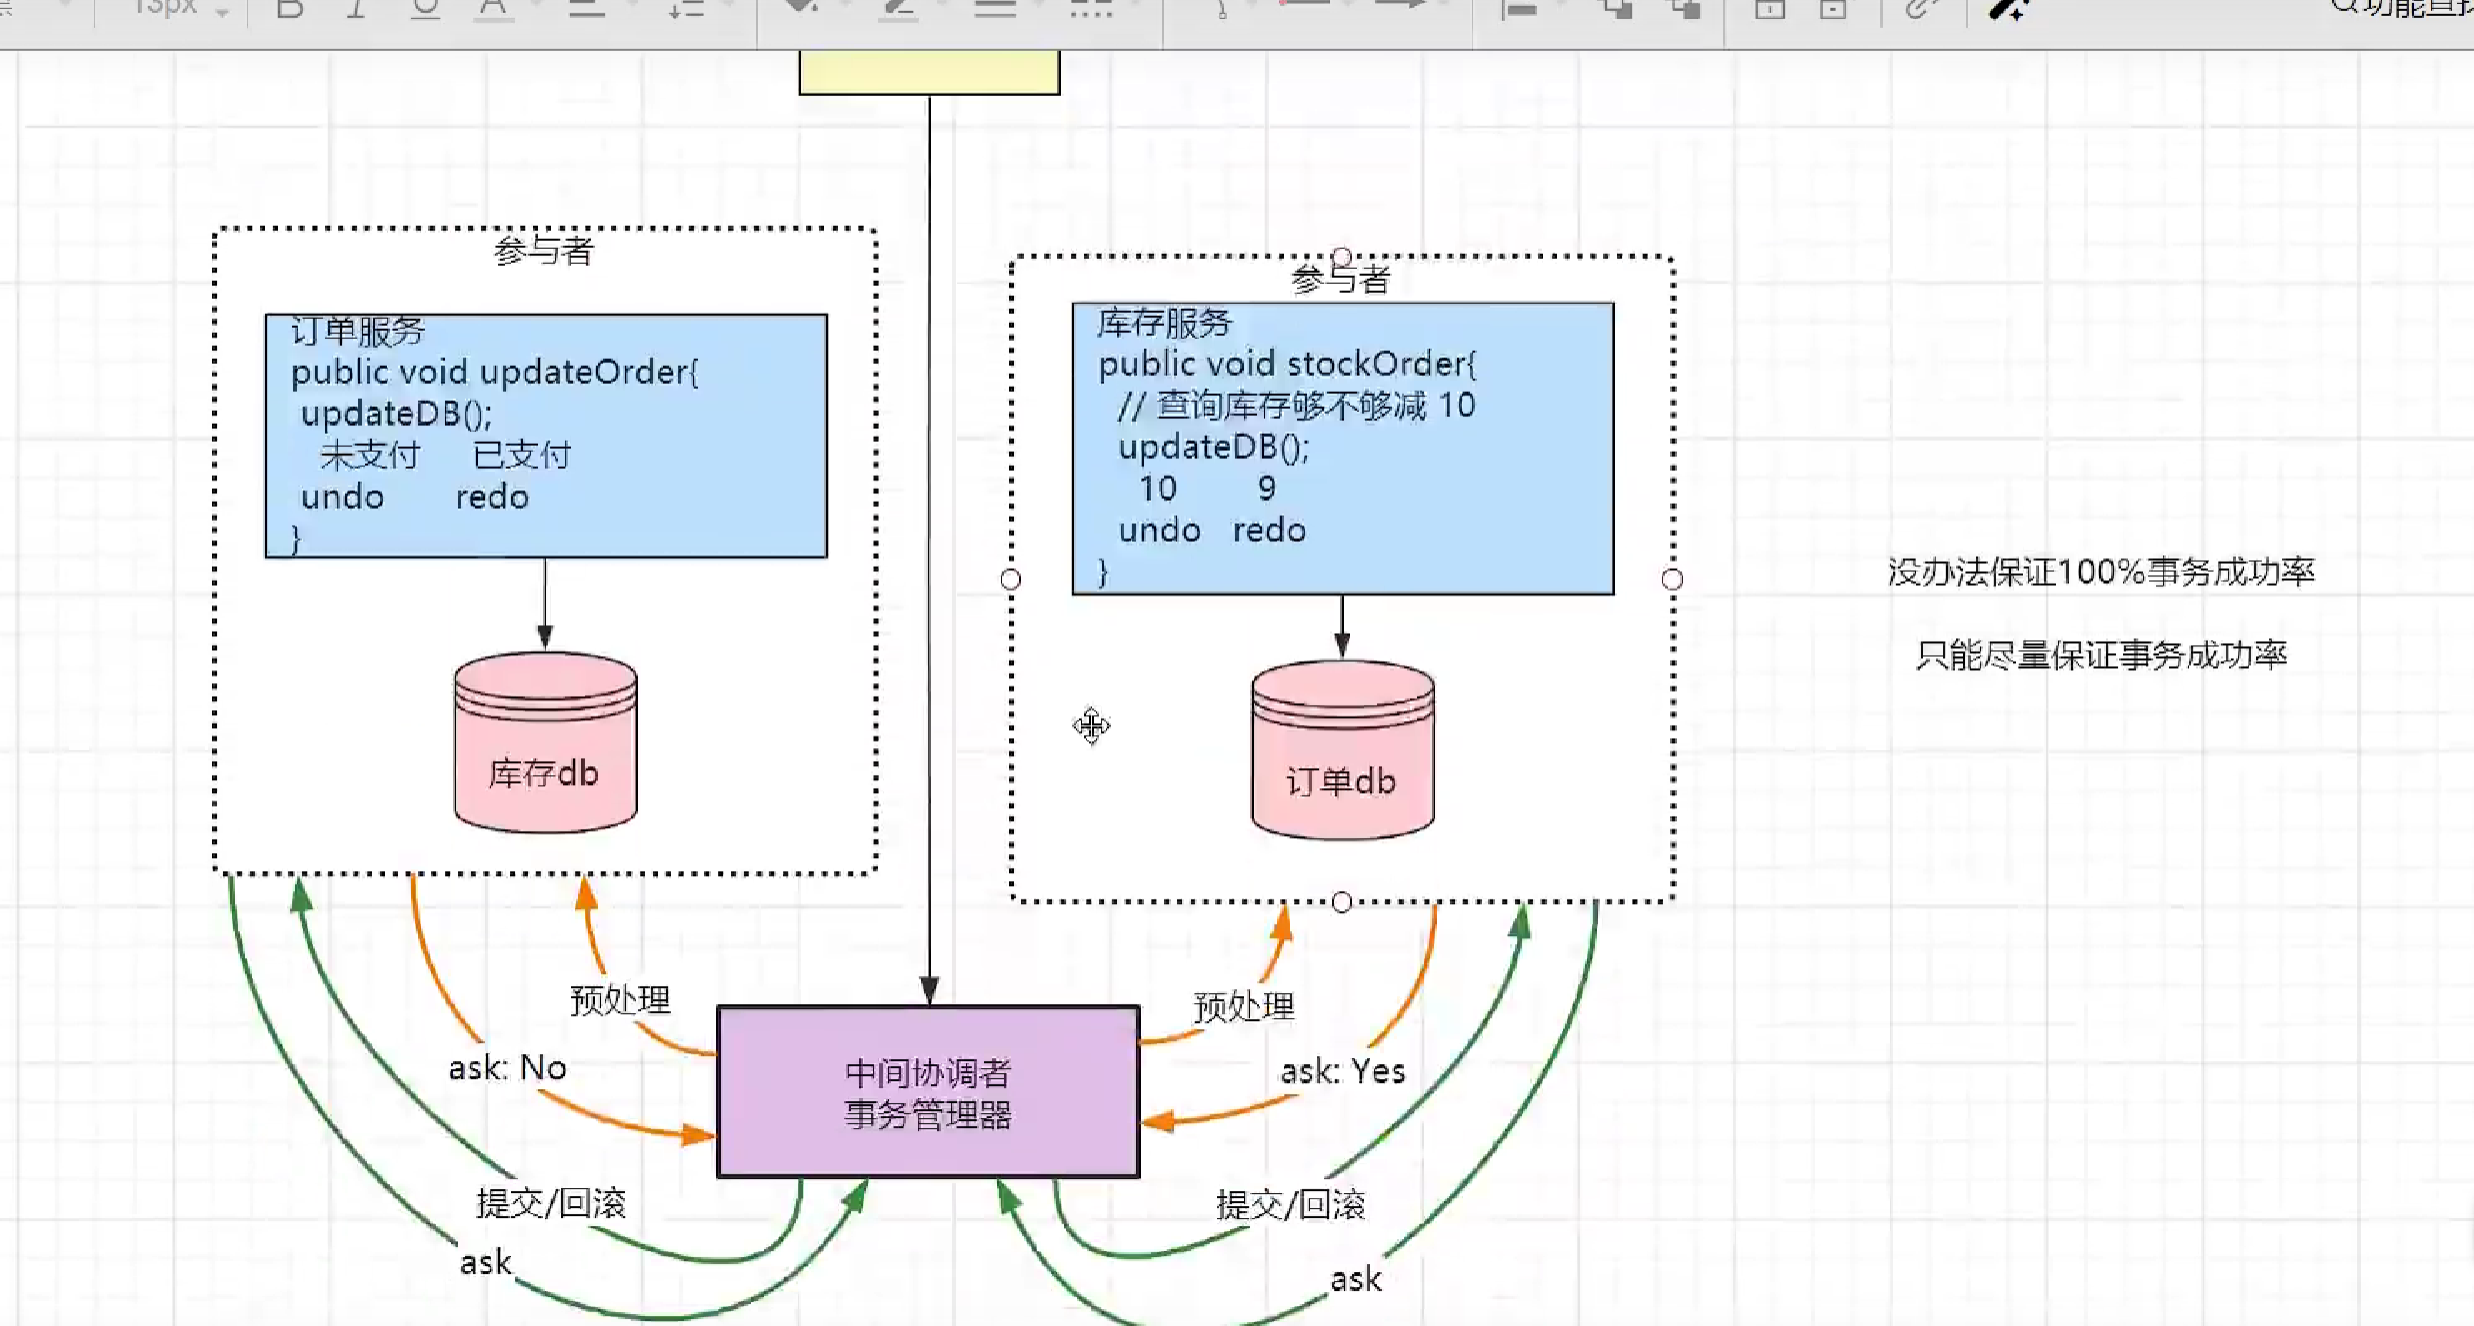 13px
B I U A
功能查找
参与者
订单服务
public void updateOrder{
updateDB();
未支付 已支付
undo redo
}
库存db
参与者
库存服务
public void stockOrder{
// 查询库存够不够减 10
updateDB();
10 9
undo redo
}
订单db
没办法保证100%事务成功率
只能尽量保证事务成功率
预处理
ask: No
预处理
ask: Yes
中间协调者
事务管理器
提交/回滚
ask
提交/回滚
ask